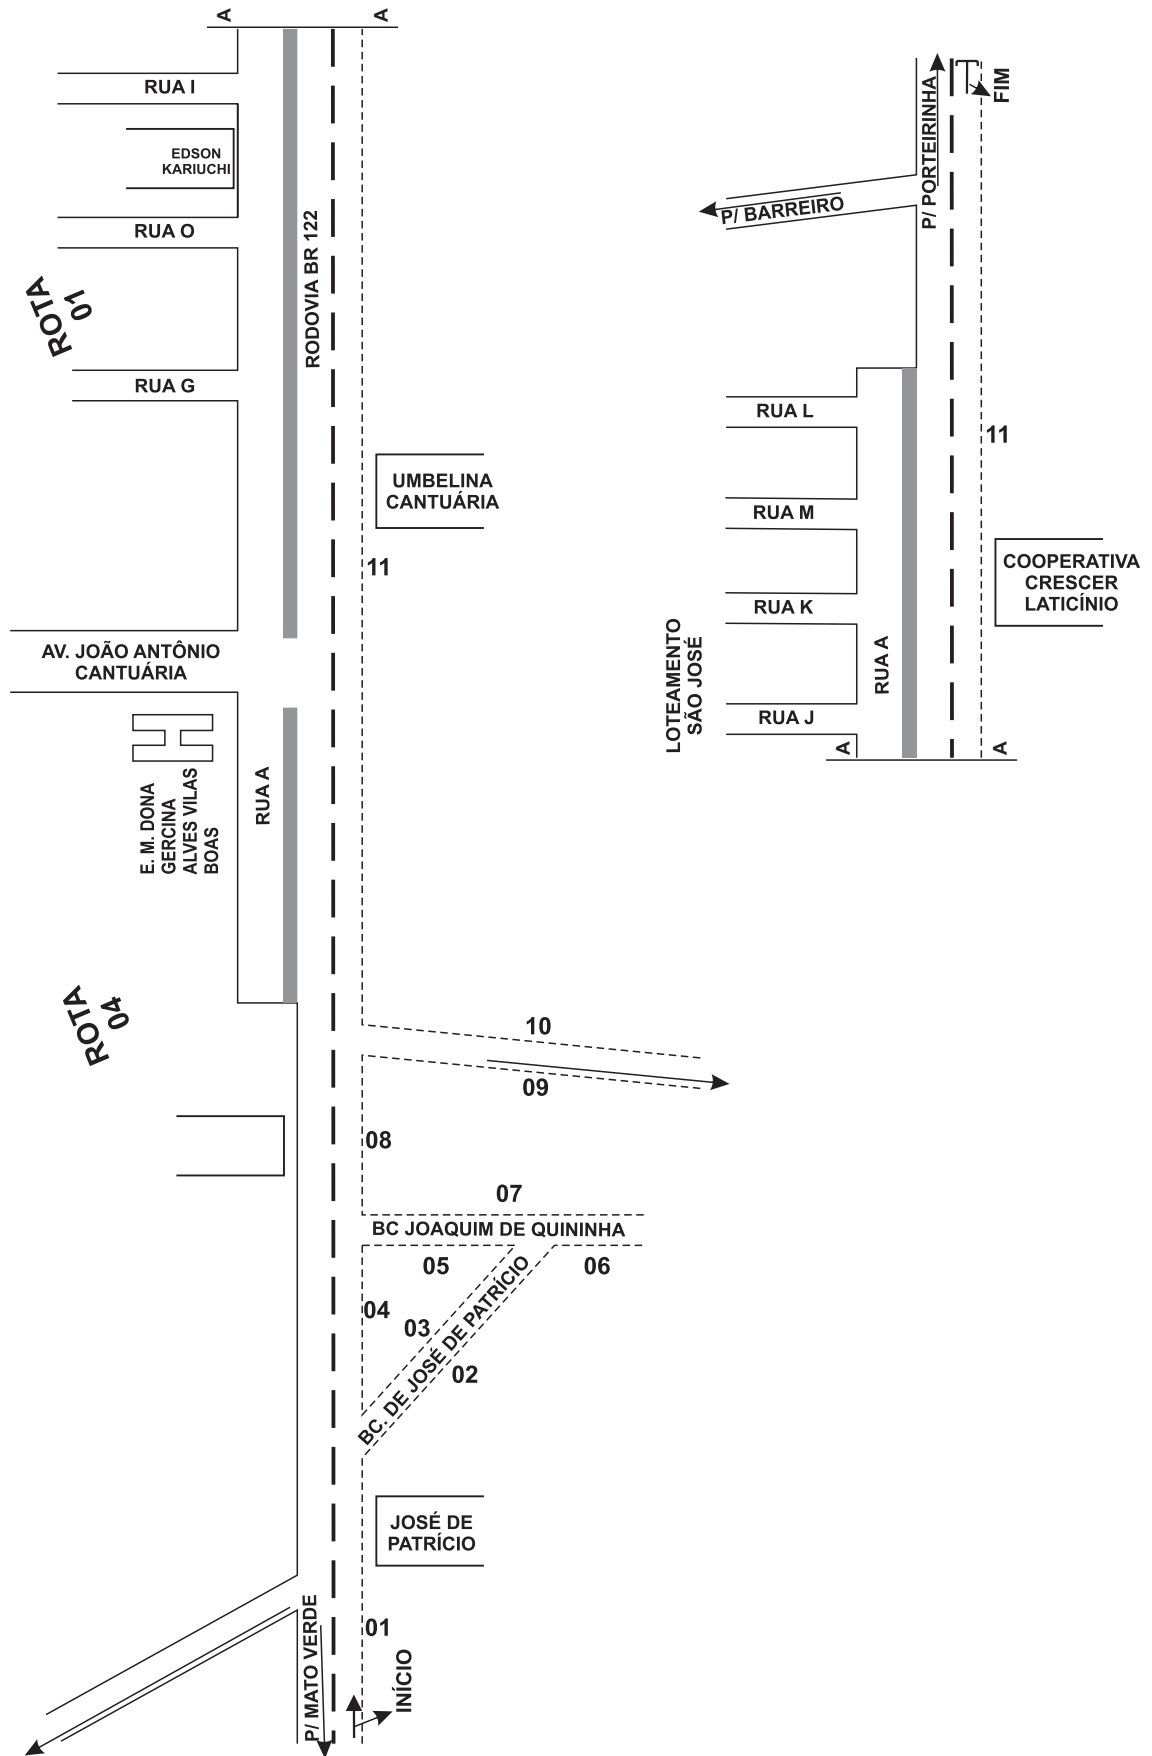 A
A
RUA I
EDSON
KARIUCHI
RUA O
ROTA
01
RODOVIA BR 122
RUA G
UMBELINA
CANTUÁRIA
11
AV. JOÃO ANTÔNIO
CANTUÁRIA
E. M. DONA
GERCINA
ALVES VILAS
BOAS
RUA A
ROTA
04
10
09
08
07
BC JOAQUIM DE QUININHA
05
06
04
03
BC. DE JOSÉ DE PATRÍCIO
02
JOSÉ DE
PATRÍCIO
P/ MATO VERDE
01
INÍCIO
P/ PORTEIRINHA
FIM
P/ BARREIRO
RUA L
11
RUA M
COOPERATIVA
CRESCER
LATICÍNIO
RUA K
LOTEAMENTO
SÃO JOSÉ
RUA A
RUA J
A
A